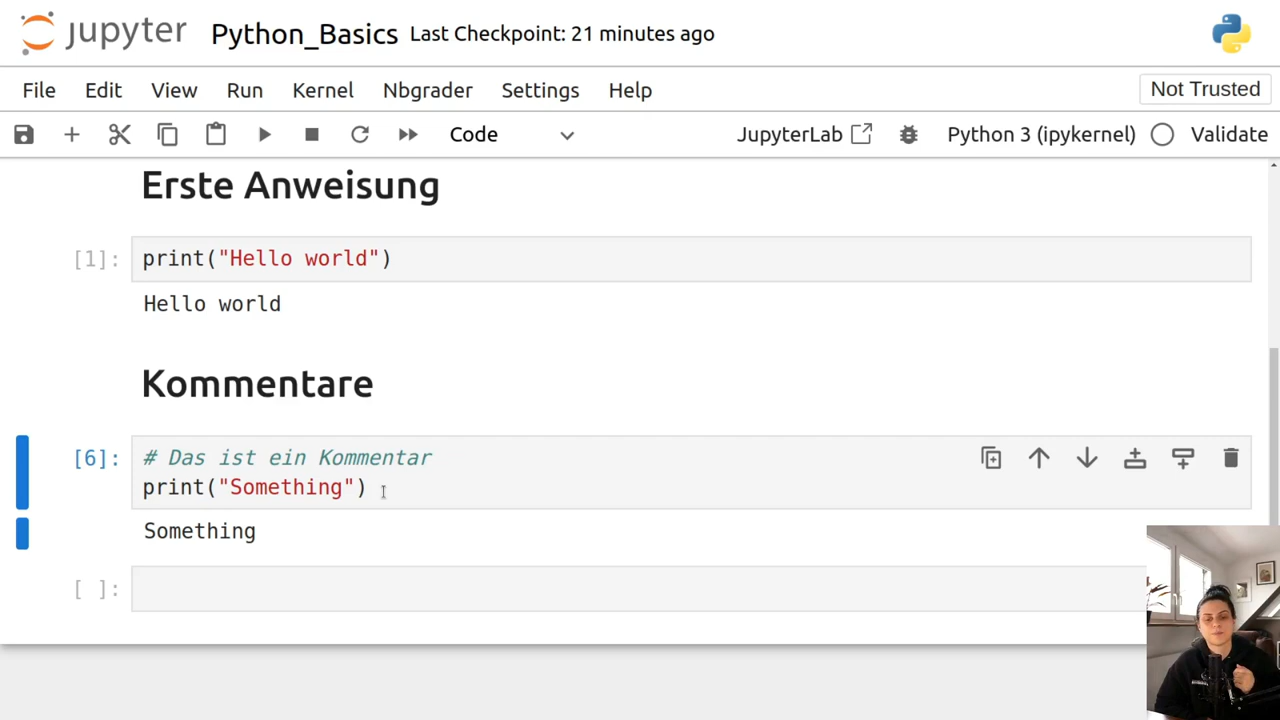 jupyter Python_Basics Last Checkpoint: 21 minutes ago
File Edit View Run Kernel Nbgrader Settings Help Not Trusted
Code JupyterLab Python 3 (ipykernel) Validate
Erste Anweisung
[1]: print("Hello world")
Hello world
Kommentare
[6]: # Das ist ein Kommentar
print("Something")
Something
[ ]: